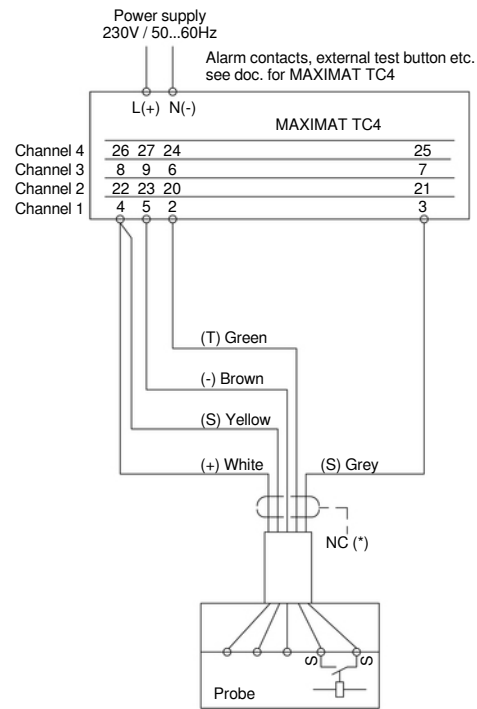 Power supply
230V / 50...60Hz
Alarm contacts, external test button etc.
see doc. for MAXIMAT TC4
L(+) N(-)
MAXIMAT TC4
Channel 4 26 27 24 25
Channel 3 8 9 6 7
Channel 2 22 23 20 21
Channel 1 4 5 2 3
(T) Green
(-) Brown
(S) Yellow
(+) White (S) Grey
NC (*)
S S
Probe